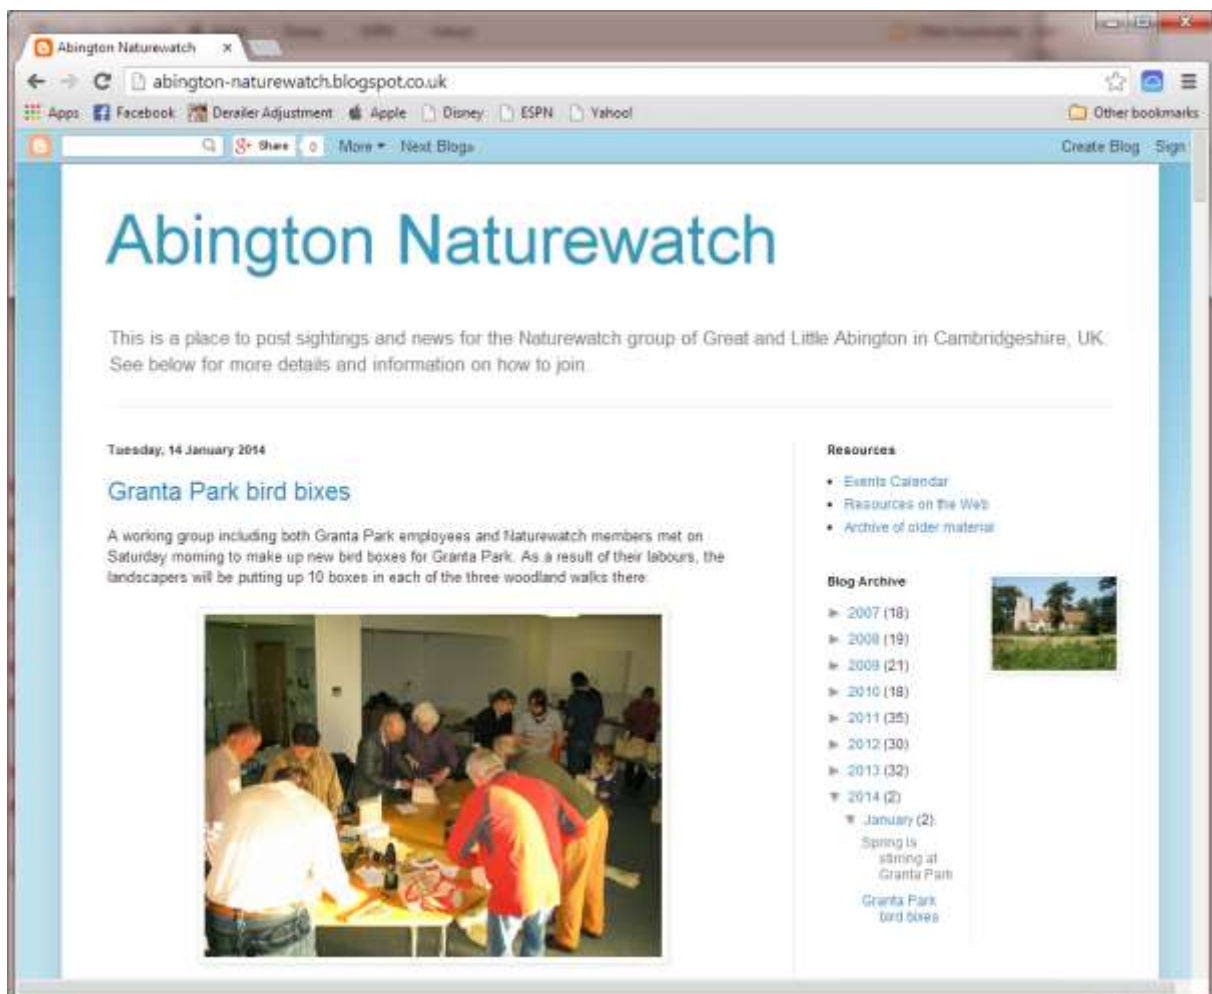 Abington Naturewatch
abington-naturewatch.blogspot.co.uk
Apps Facebook Derailer Adjustment Apple Disney ESPN Yahoo! Other bookmarks
Share 0 More Next Blog» Create Blog Sign
Abington Naturewatch
This is a place to post sightings and news for the Naturewatch group of Great and Little Abington in Cambridgeshire, UK.
See below for more details and information on how to join.
Tuesday, 14 January 2014
Granta Park bird bixes
A working group including both Granta Park employees and Naturewatch members met on
Saturday morning to make up new bird boxes for Granta Park. As a result of their labours, the
landscapers will be putting up 10 boxes in each of the three woodland walks there:
Resources
Events Calendar
Resources on the Web
Archive of older material
Blog Archive
► 2007 (18)
► 2008 (19)
► 2009 (21)
► 2010 (18)
► 2011 (35)
► 2012 (30)
► 2013 (32)
▼ 2014 (2)
▼ January (2)
Spring is
stirring at
Granta Park
Granta Park
bird bixes